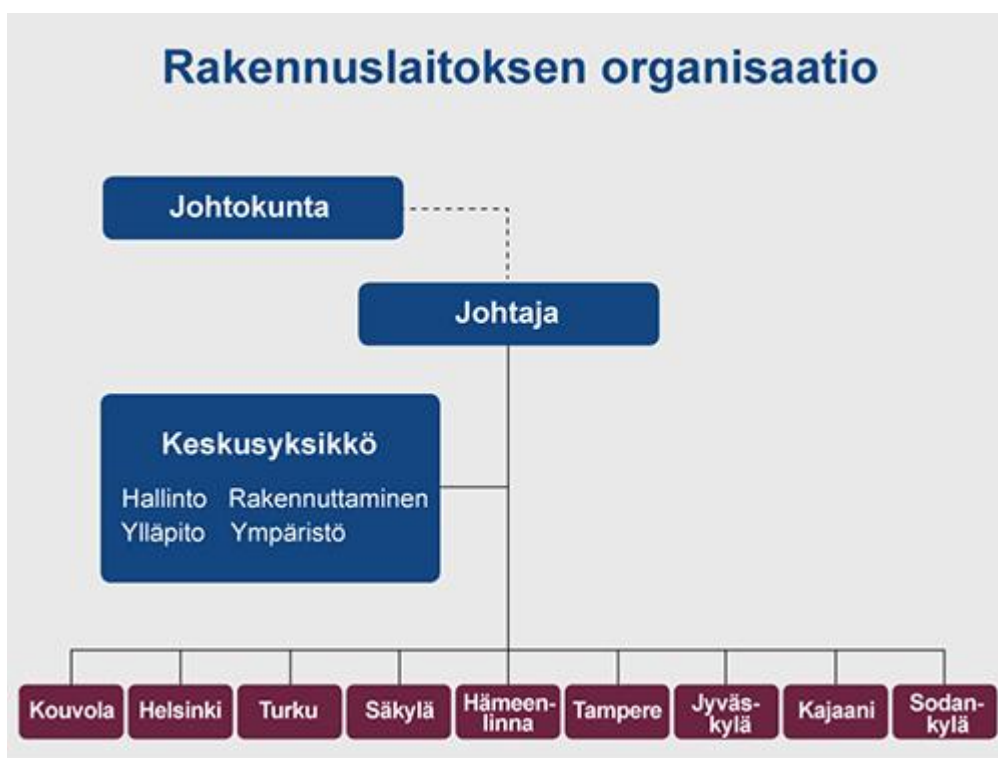 Rakennuslaitoksen organisaatio
Johtokunta
Johtaja
Keskusyksikkö
Hallinto Rakennuttaminen
Ylläpito Ympäristö
Kouvola
Helsinki
Turku
Säkylä
Hämeen-
linna
Tampere
Jyväs-
kylä
Kajaani
Sodan-
kylä